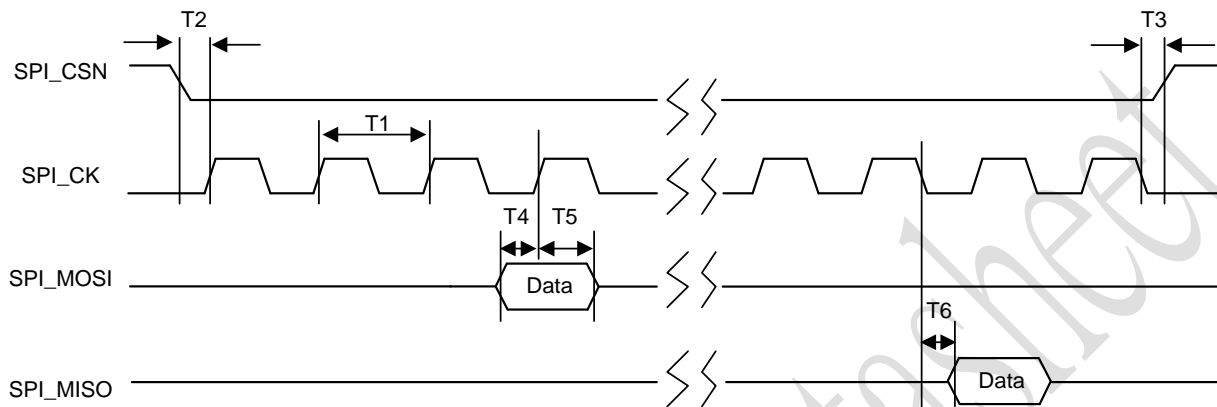 T2
T3
SPI_CSN
T1
SPI_CK
T4
T5
SPI_MOSI
Data
T6
SPI_MISO
Data